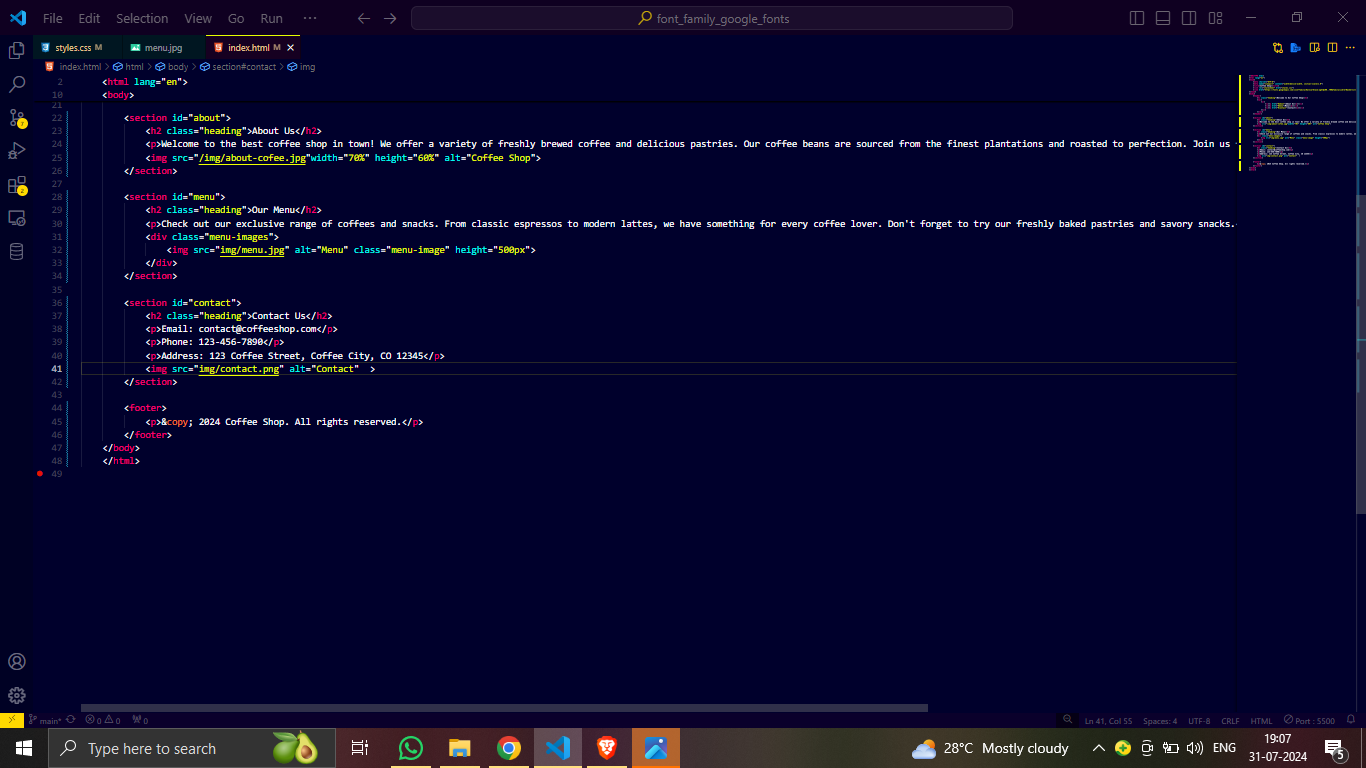 File Edit Selection View Go Run ···
font_family_google_fonts
styles.css M menu.jpg index.html M
index.html > html > body > section#contact > img
2 <html lang="en">
10 <body>
21
22 <section id="about">
23 <h2 class="heading">About Us</h2>
24 <p>Welcome to the best coffee shop in town! We offer a variety of freshly brewed coffee and delicious pastries. Our coffee beans are sourced from the finest plantations and roasted to perfection. Join us
25 <img src="/img/about-cofee.jpg"width="70%" height="60%" alt="Coffee Shop">
26 </section>
27
28 <section id="menu">
29 <h2 class="heading">Our Menu</h2>
30 <p>Check out our exclusive range of coffees and snacks. From classic espressos to modern lattes, we have something for every coffee lover. Don't forget to try our freshly baked pastries and savory snacks.
31 <div class="menu-images">
32 <img src="img/menu.jpg" alt="Menu" class="menu-image" height="500px">
33 </div>
34 </section>
35
36 <section id="contact">
37 <h2 class="heading">Contact Us</h2>
38 <p>Email: contact@coffeeshop.com</p>
39 <p>Phone: 123-456-7890</p>
40 <p>Address: 123 Coffee Street, Coffee City, CO 12345</p>
41 <img src="img/contact.png" alt="Contact"  >
42 </section>
43
44 <footer>
45 <p>&copy; 2024 Coffee Shop. All rights reserved.</p>
46 </footer>
47 </body>
48 </html>
49
main* 0 0 0 Ln 41, Col 55 Spaces: 4 UTF-8 CRLF HTML Port : 5500
Type here to search 28°C Mostly cloudy ENG 19:07
31-07-2024 5